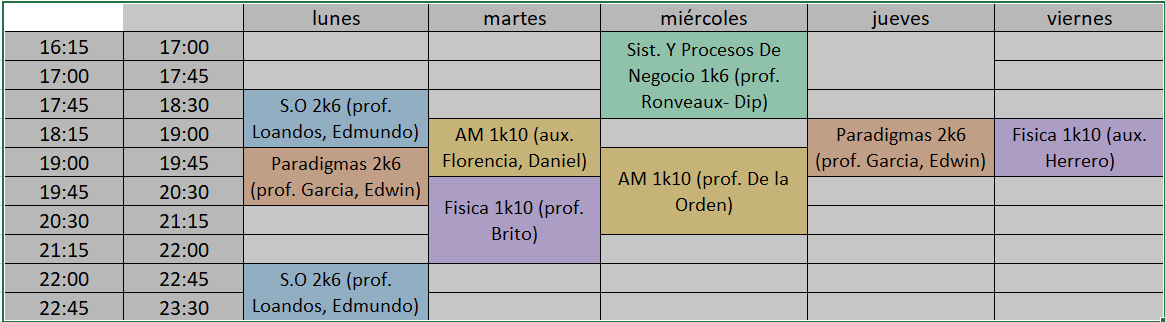 lunes martes miércoles jueves viernes
16:15 17:00
17:00 17:45
17:45 18:30
18:15 19:00
19:00 19:45
19:45 20:30
20:30 21:15
21:15 22:00
22:00 22:45
22:45 23:30
S.O 2k6 (prof.
Loandos, Edmundo)
Paradigmas 2k6
(prof. Garcia, Edwin)
S.O 2k6 (prof.
Loandos, Edmundo)
AM 1k10 (aux.
Florencia, Daniel)
Fisica 1k10 (prof.
Brito)
Sist. Y Procesos De
Negocio 1k6 (prof.
Ronveaux- Dip)
AM 1k10 (prof. De la
Orden)
Paradigmas 2k6
(prof. Garcia, Edwin)
Fisica 1k10 (aux.
Herrero)